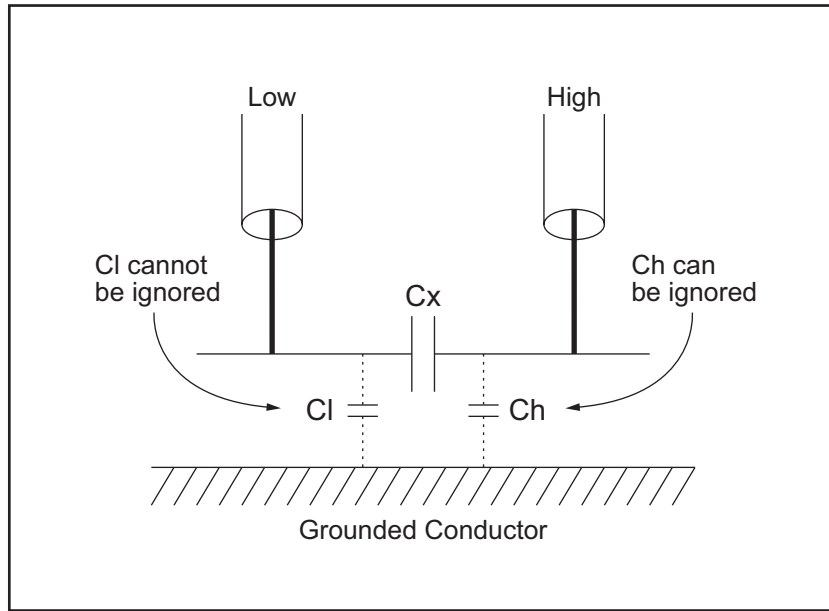 Low
High
Cl cannot
be ignored
Ch can
be ignored
Cx
Cl
Ch
Grounded Conductor